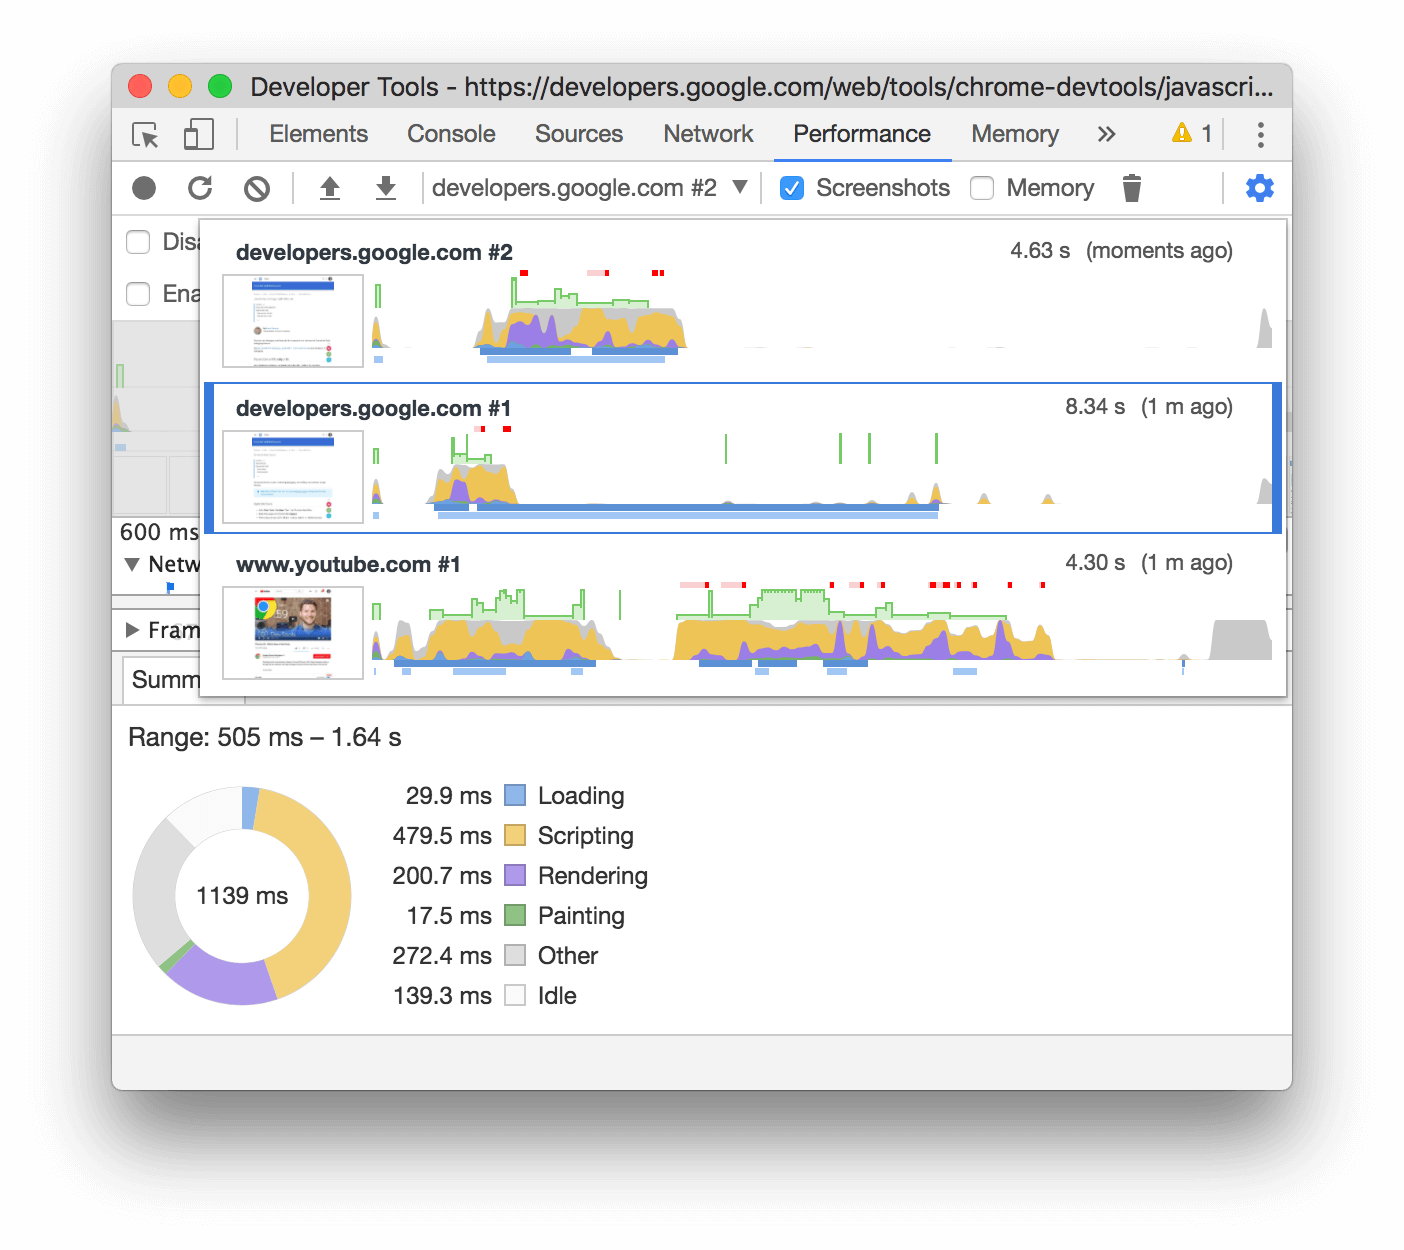 Developer Tools - https://developers.google.com/web/tools/chrome-devtools/javascri...
Elements Console Sources Network Performance Memory » 1
developers.google.com #2 Screenshots Memory
Disa
developers.google.com #2 4.63 s (moments ago)
Ena
developers.google.com #1 8.34 s (1 m ago)
600 ms
Netw
www.youtube.com #1 4.30 s (1 m ago)
Fram
Summ
Range: 505 ms – 1.64 s
29.9 ms Loading
479.5 ms Scripting
200.7 ms Rendering
1139 ms
17.5 ms Painting
272.4 ms Other
139.3 ms Idle